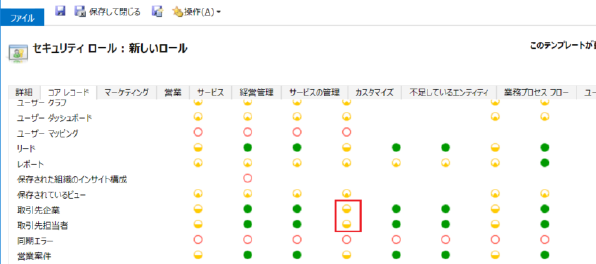 ファイル 保存して閉じる 操作(A)
セキュリティ ロール : 新しいロール
このテンプレートが
詳細 コア レコード マーケティング 営業 サービス 経営管理 サービスの管理 カスタマイズ 不足しているエンティティ 業務プロセス フロー ユー
ユーザー グラフ
ユーザー ダッシュボード
ユーザー マッピング
リード
レポート
保存された組織のインサイト構成
保存されているビュー
取引先企業
取引先担当者
同期エラー
営業案件